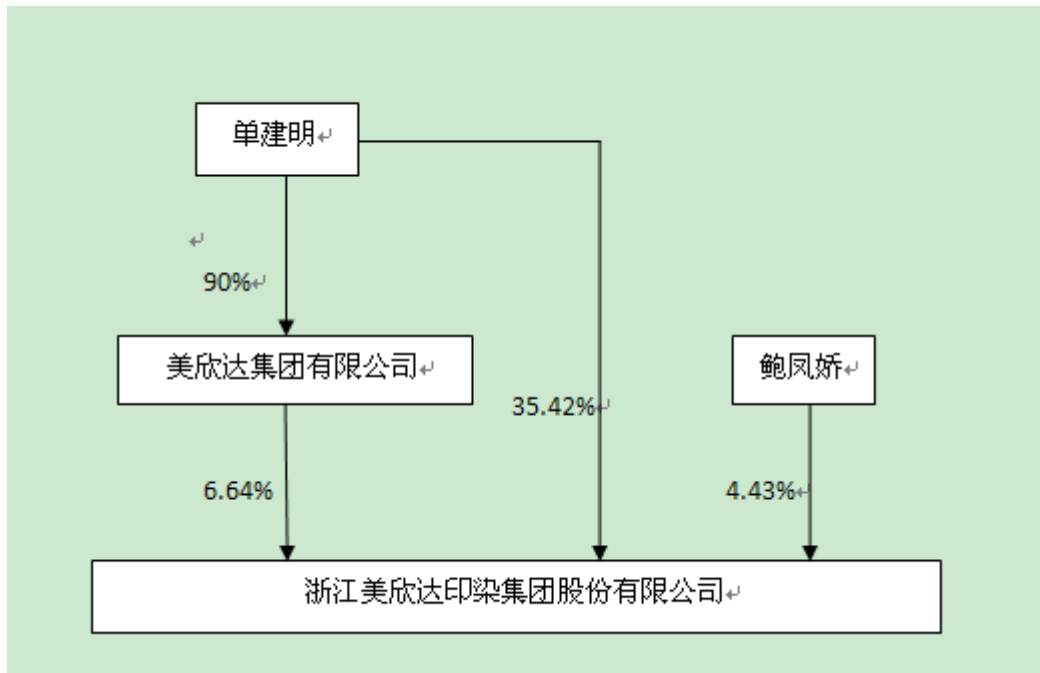 单建明
90%
美欣达集团有限公司
鲍凤娇
35.42%
6.64%
4.43%
浙江美欣达印染集团股份有限公司